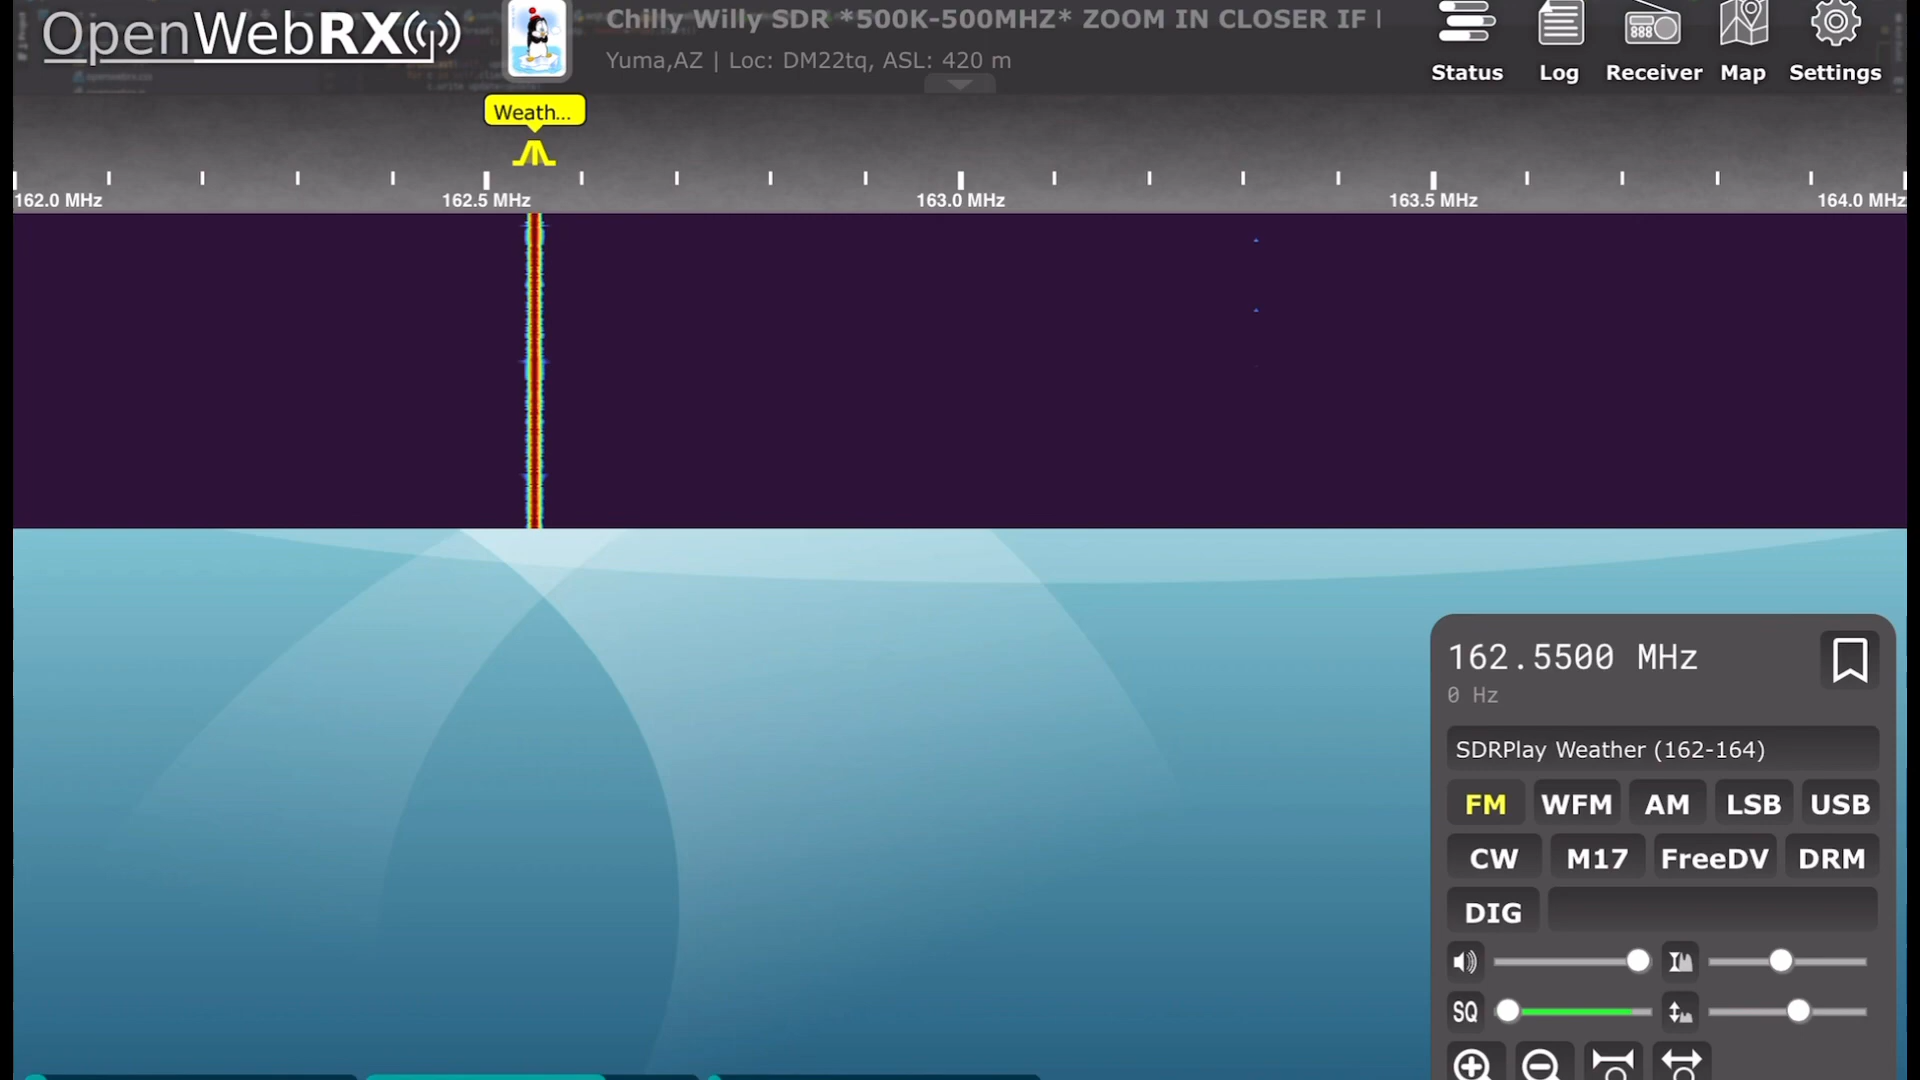 OpenWebRX
Chilly Willy SDR *500K-500MHZ* ZOOM IN CLOSER IF
Yuma,AZ | Loc: DM22tq, ASL: 420 m
Status Log Receiver Map Settings
Weath...
162.0 MHz 162.5 MHz 163.0 MHz 163.5 MHz 164.0 MHz
162.5500 MHz
0 Hz
SDRPlay Weather (162-164)
FM WFM AM LSB USB
CW M17 FreeDV DRM
DIG
SQ